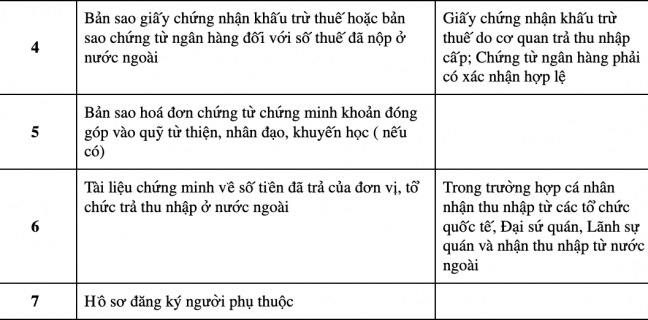 4
Bản sao giấy chứng nhận khấu trừ thuế hoặc bản
sao chứng từ ngân hàng đối với số thuế đã nộp ở
nước ngoài
Giấy chứng nhận khấu trừ
thuế do cơ quan trả thu nhập
cấp; Chứng từ ngân hàng phải
có xác nhận hợp lệ
5
Bản sao hoá đơn chứng từ chứng minh khoản đóng
góp vào quỹ từ thiện, nhân đạo, khuyến học ( nếu
có)
6
Tài liệu chứng minh về số tiền đã trả của đơn vị, tổ
chức trả thu nhập ở nước ngoài
Trong trường hợp cá nhân
nhận thu nhập từ các tổ chức
quốc tế, Đại sứ quán, Lãnh sự
quán và nhận thu nhập từ nước
ngoài
7
Hồ sơ đăng ký người phụ thuộc